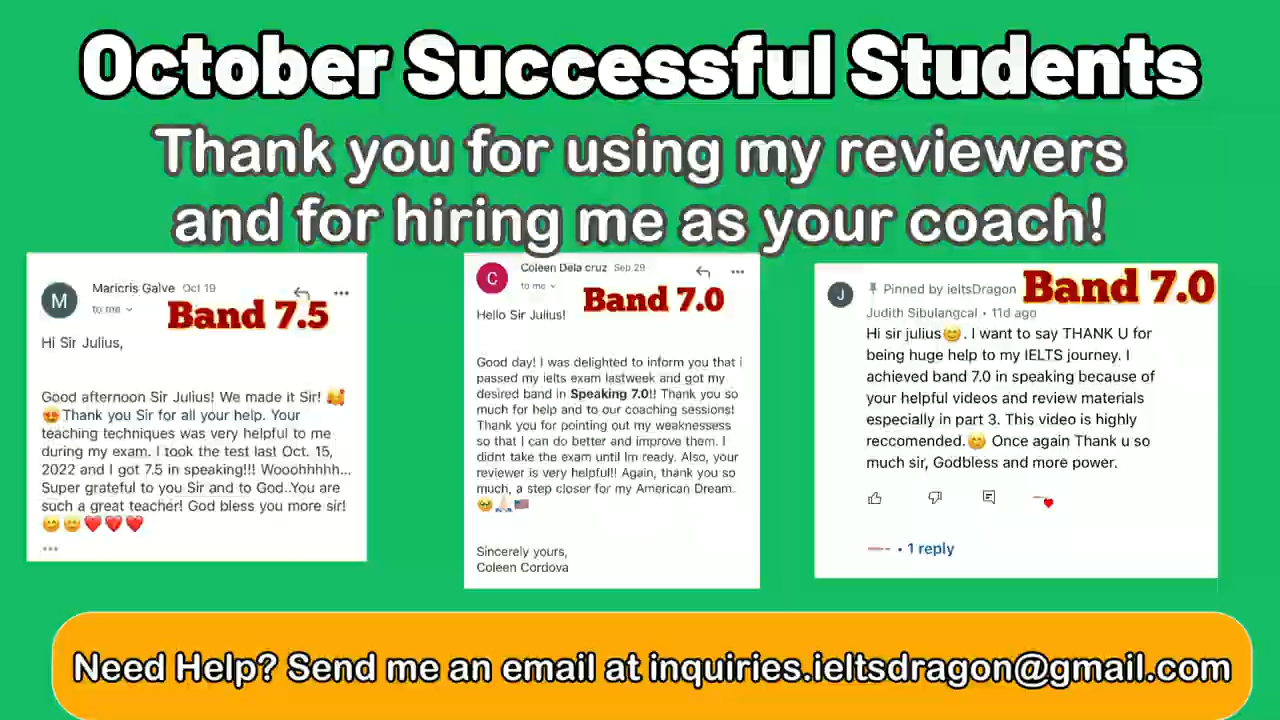 October Successful Students
Thank you for using my reviewers
and for hiring me as your coach!
M
Maricris Galve Oct 19
to me
Band 7.5
Hi Sir Julius,
Good afternoon Sir Julius! We made it Sir! 🥰
😍Thank you Sir for all your help. Your
teaching techniques was very helpful to me
during my exam. I took the test last Oct. 15,
2022 and I got 7.5 in speaking!!! Wooohhhhh...
Super grateful to you Sir and to God..You are
such a great teacher! God bless you more sir!
😊😊❤️❤️❤️
C
Coleen Dela cruz Sep 29
to me
Band 7.0
Hello Sir Julius!
Good day! I was delighted to inform you that i
passed my ielts exam lastweek and got my
desired band in Speaking 7.0!! Thank you so
much for help and to our coaching sessions!
Thank you for pointing out my weaknessess
so that I can do better and improve them. I
didnt take the exam until Im ready. Also, your
reviewer is very helpful!! Again, thank you so
much, a step closer for my American Dream.
🥹🙏🏻🇺🇸
Sincerely yours,
Coleen Cordova
J
Pinned by ieltsDragon
Band 7.0
Judith Sibulangcal • 11d ago
Hi sir julius😊. I want to say THANK U for
being huge help to my IELTS journey. I
achieved band 7.0 in speaking because of
your helpful videos and review materials
especially in part 3. This video is highly
reccomended.😊 Once again Thank u so
much sir, Godbless and more power.
• 1 reply
Need Help? Send me an email at inquiries.ieltsdragon@gmail.com